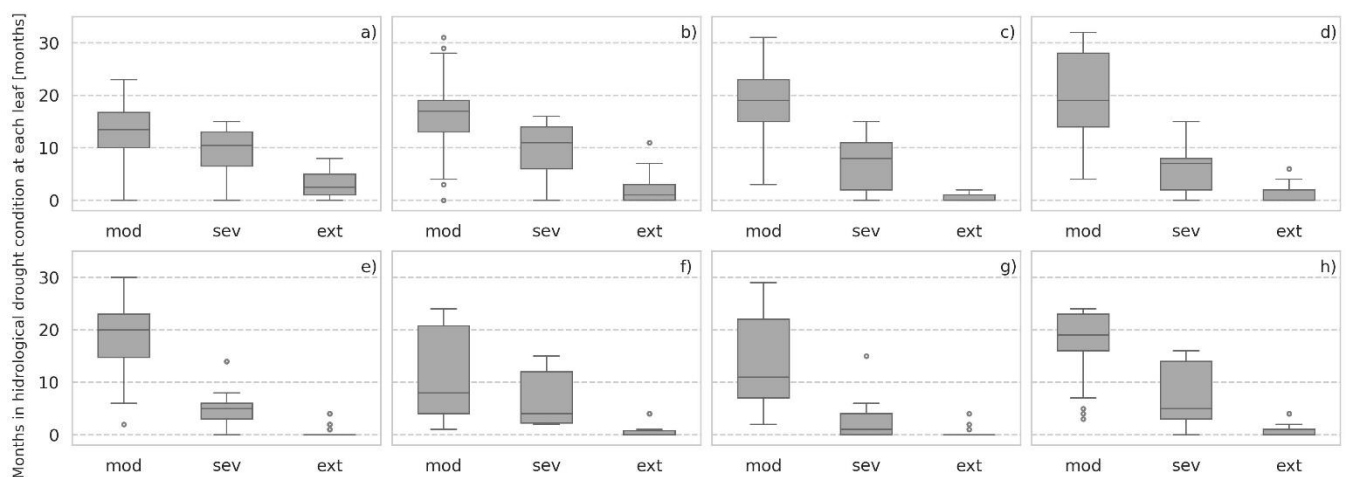 Months in hidrological drought condition at each leaf [months]
a) b) c) d)
30
20
10
0
mod sev ext mod sev ext mod sev ext mod sev ext
e) f) g) h)
30
20
10
0
mod sev ext mod sev ext mod sev ext mod sev ext